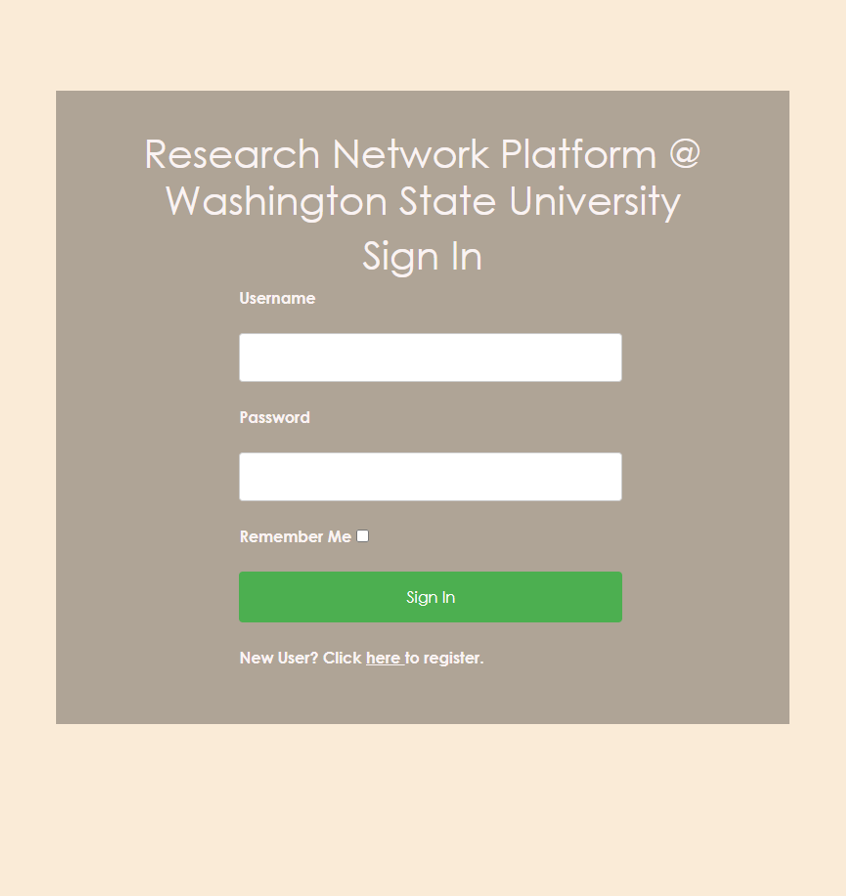 Research Network Platform @
Washington State University
Sign In
Username
Password
Remember Me
Sign In
New User? Click here to register.